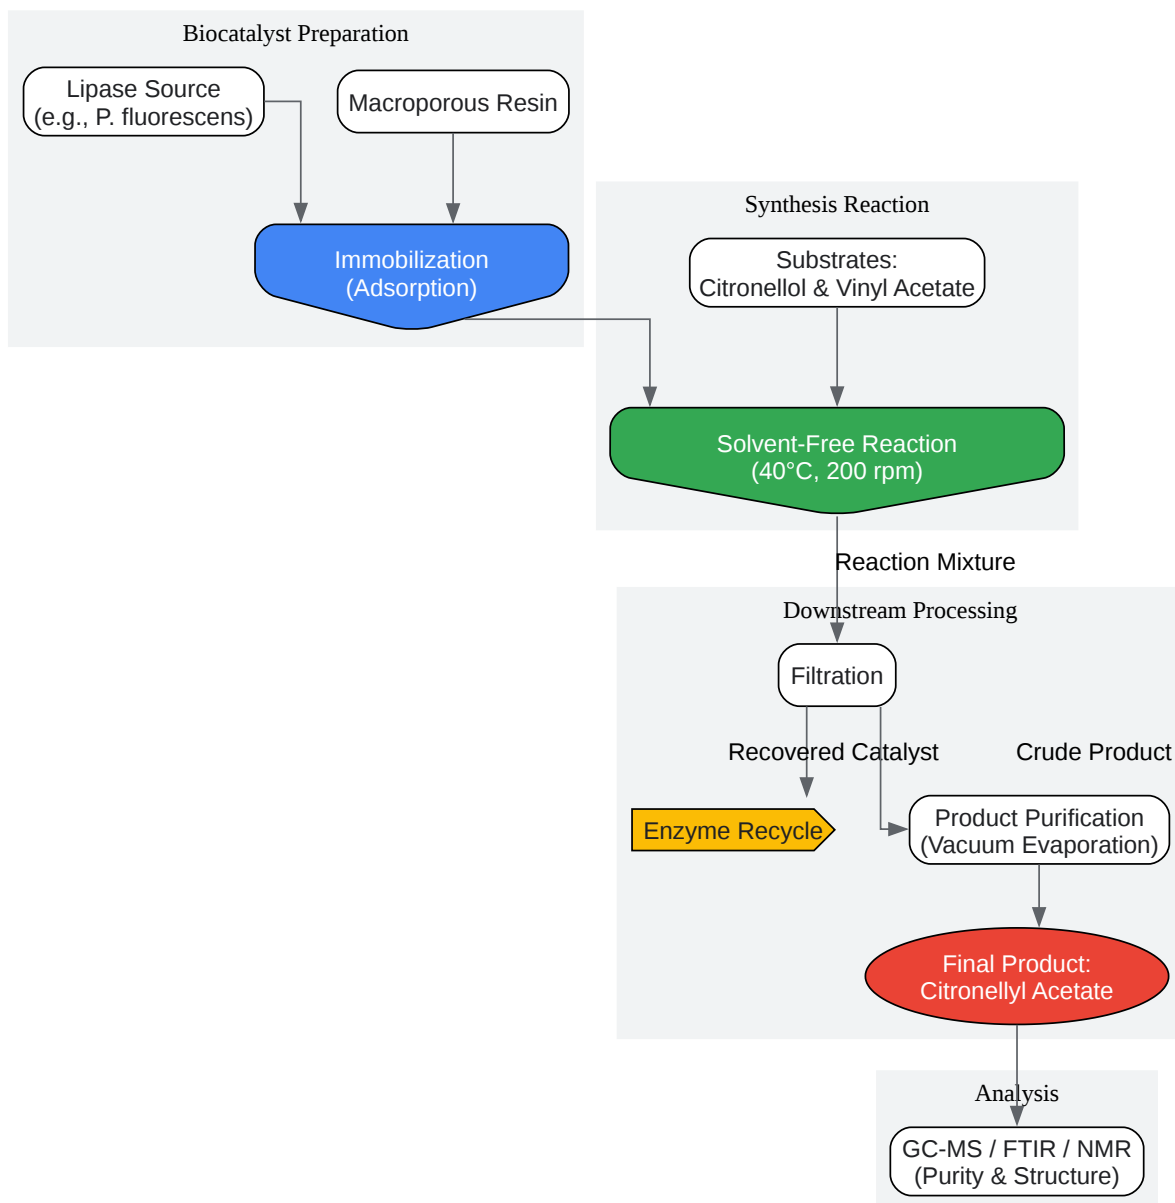 Biocatalyst Preparation
Lipase Source
(e.g., P. fluorescens)
Macroporous Resin
Immobilization
(Adsorption)
Synthesis Reaction
Substrates:
Citronellol & Vinyl Acetate
Solvent-Free Reaction
(40°C, 200 rpm)
Reaction Mixture
Downstream Processing
Filtration
Recovered Catalyst
Crude Product
Enzyme Recycle
Product Purification
(Vacuum Evaporation)
Final Product:
Citronellyl Acetate
Analysis
GC-MS / FTIR / NMR
(Purity & Structure)